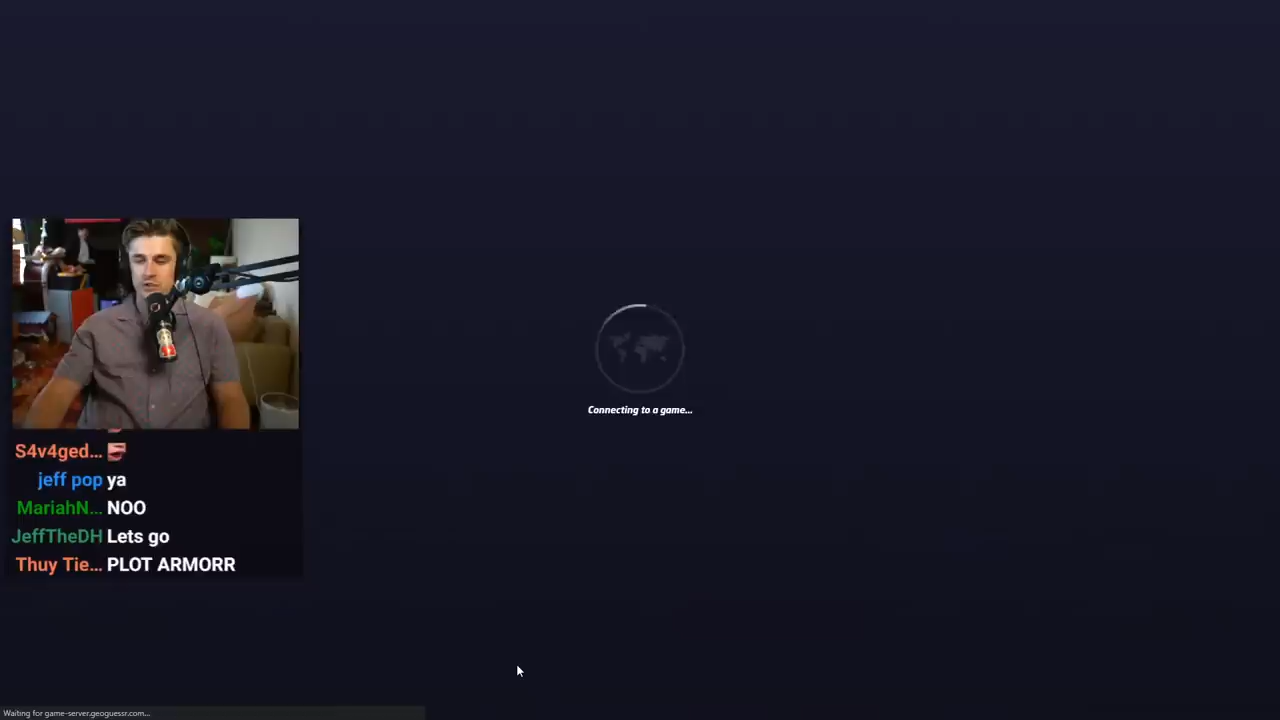 Connecting to a game...
S4v4ged...
jeff pop ya
MariahN... NOO
JeffTheDH Lets go
Thuy Tie... PLOT ARMORR
Waiting for game-server.geoguessr.com...